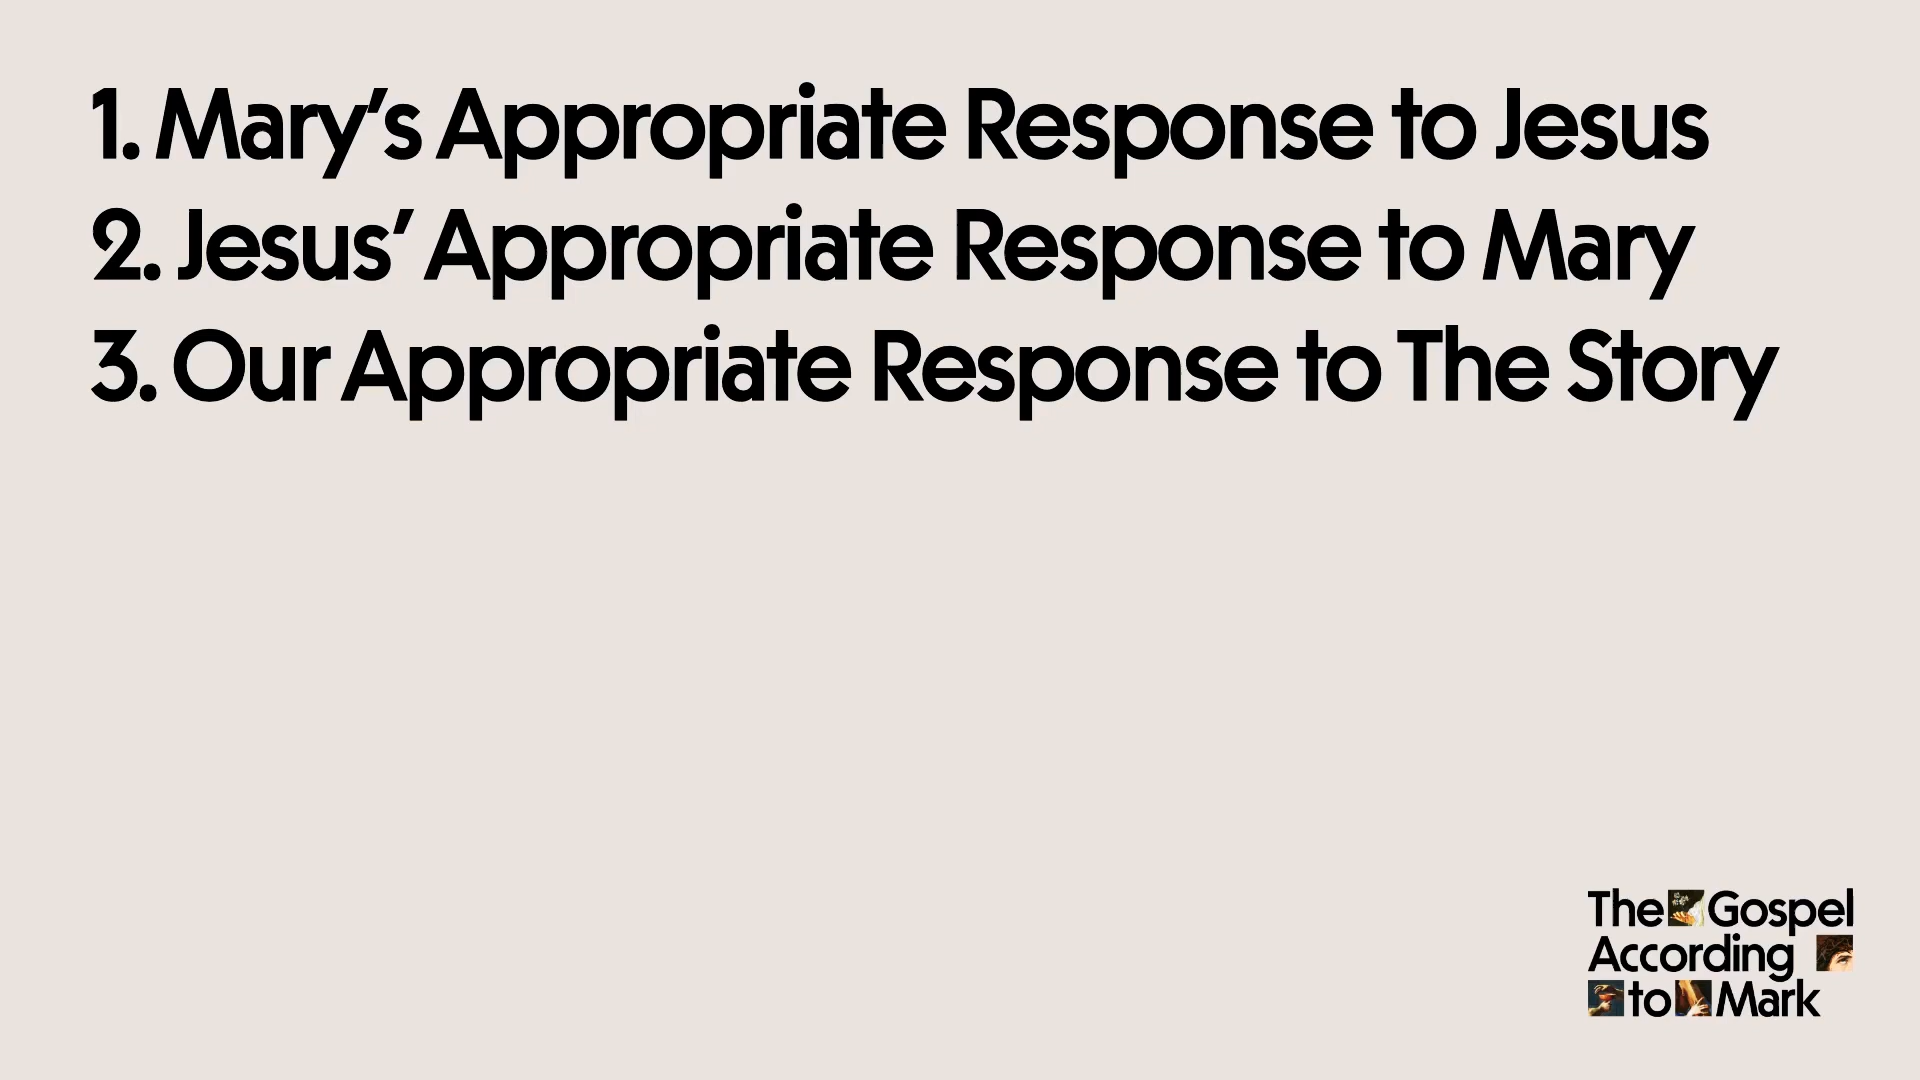 1. Mary’s Appropriate Response to Jesus
2. Jesus’ Appropriate Response to Mary
3. Our Appropriate Response to The Story
The Gospel
According
to Mark